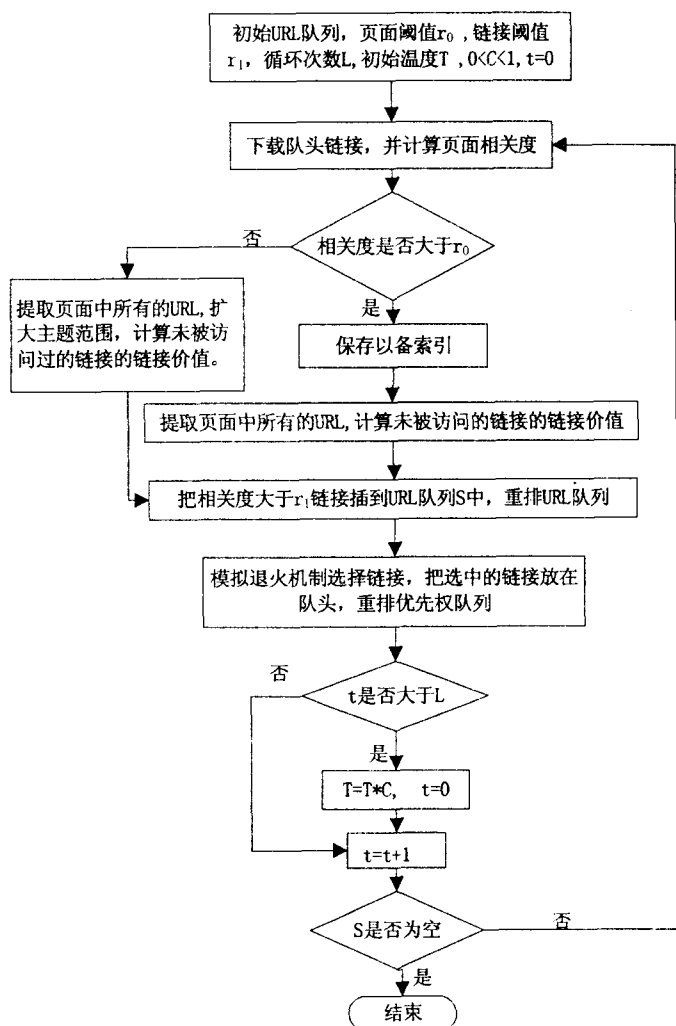 初始URL队列，页面阈值r₀,链接阈值
r₁，循环次数L,初始温度T ,0<C<1,t=0
下载队头链接，并计算页面相关度
否
相关度是否大于r₀
提取页面中所有的URL,扩
大主题范围，计算未被访
问过的链接的链接价值。
是
保存以备索引
提取页面中所有的URL,计算未被访问的链接的链接价值
把相关度大于r₁链接插到URL队列S中，重排URL队列
模拟退火机制选择链接，把选中的链接放在
队头，重排优先权队列
否
t是否大于L
是
T=T*C, t=0
t=t+1
S是否为空
否
是
结束